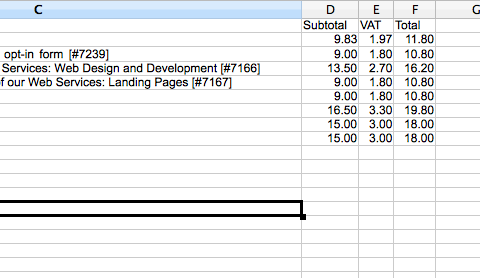 C D E F G
Subtotal VAT Total
9.83 1.97 11.80
opt-in form [#7239] 9.00 1.80 10.80
Services: Web Design and Development [#7166] 13.50 2.70 16.20
of our Web Services: Landing Pages [#7167] 9.00 1.80 10.80
9.00 1.80 10.80
16.50 3.30 19.80
15.00 3.00 18.00
15.00 3.00 18.00